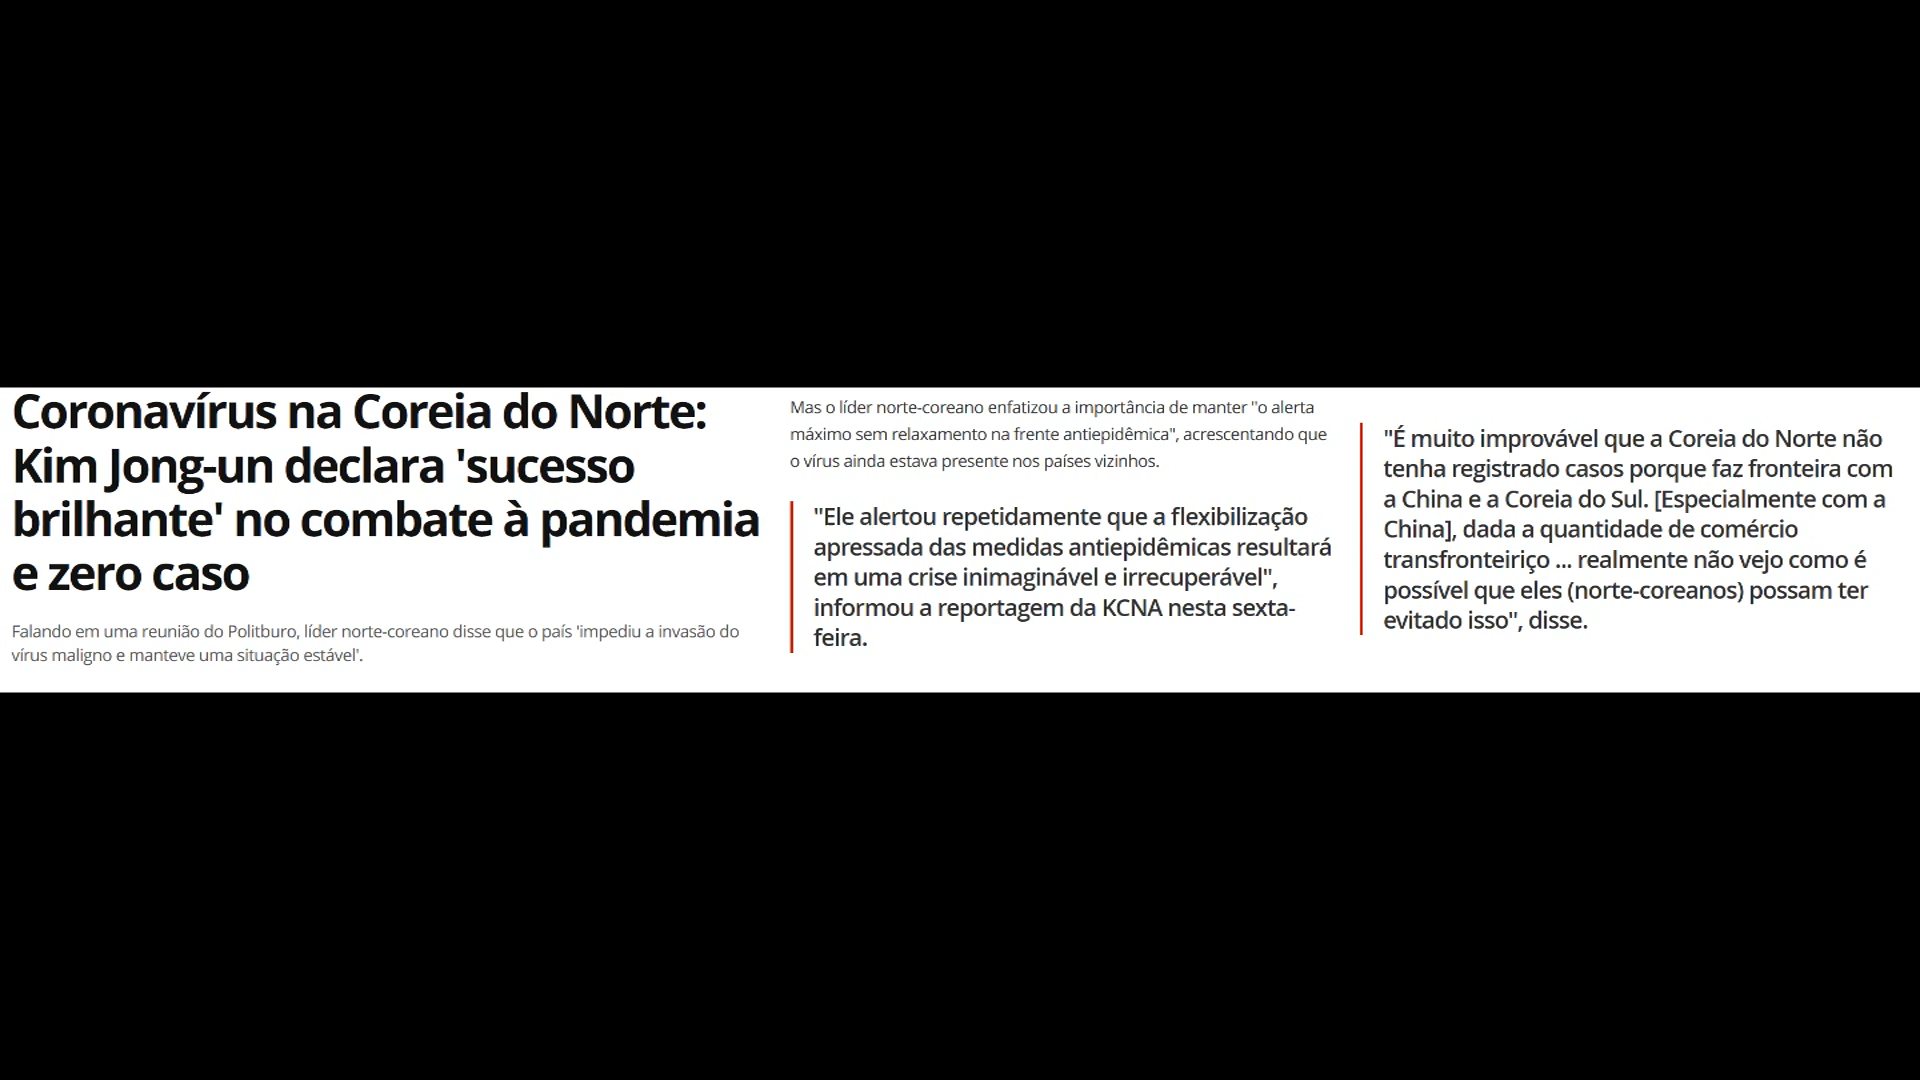 Coronavírus na Coreia do Norte:
Kim Jong-un declara 'sucesso
brilhante' no combate à pandemia
e zero caso
Falando em uma reunião do Politburo, líder norte-coreano disse que o país 'impediu a invasão do
vírus maligno e manteve uma situação estável'.
Mas o líder norte-coreano enfatizou a importância de manter "o alerta
máximo sem relaxamento na frente antiepidêmica", acrescentando que
o vírus ainda estava presente nos países vizinhos.
"Ele alertou repetidamente que a flexibilização
apressada das medidas antiepidêmicas resultará
em uma crise inimaginável e irrecuperável",
informou a reportagem da KCNA nesta sexta-
feira.
"É muito improvável que a Coreia do Norte não
tenha registrado casos porque faz fronteira com
a China e a Coreia do Sul. [Especialmente com a
China], dada a quantidade de comércio
transfronteiriço ... realmente não vejo como é
possível que eles (norte-coreanos) possam ter
evitado isso", disse.